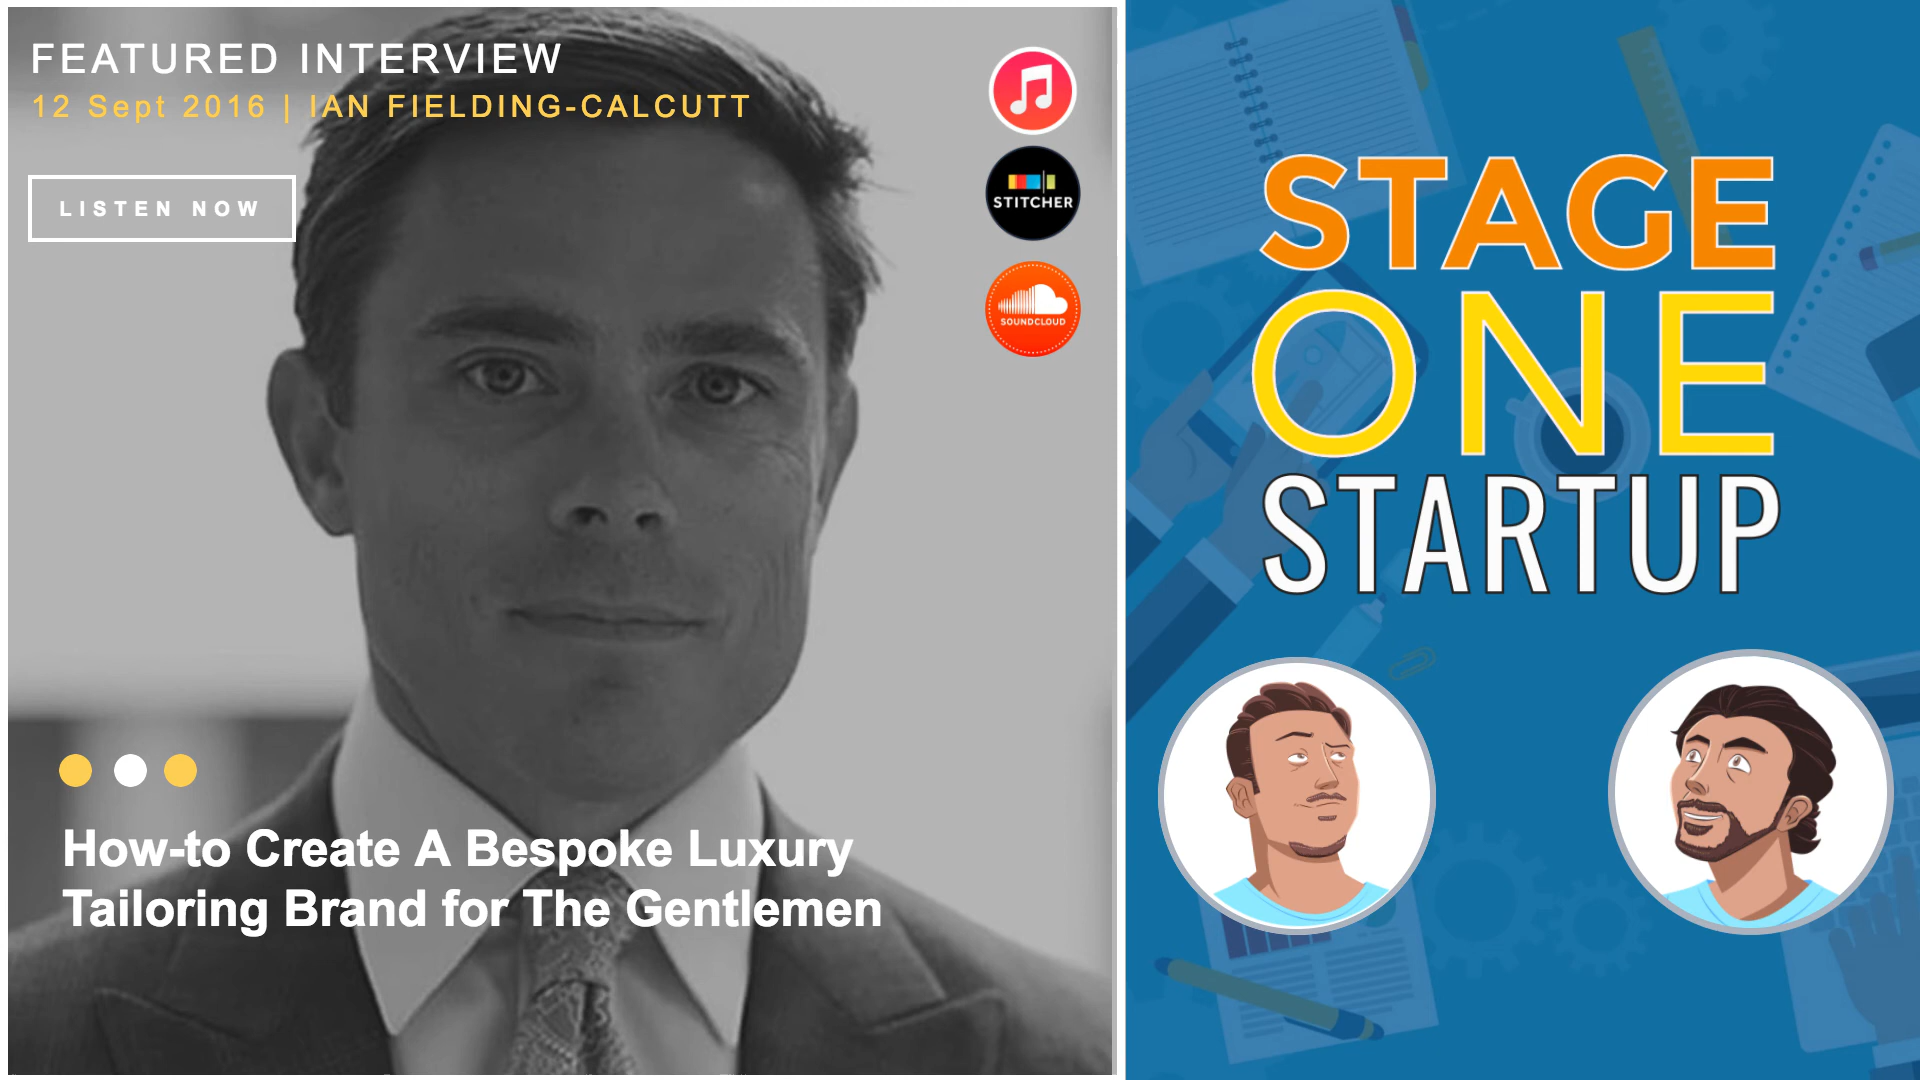 FEATURED INTERVIEW
12 Sept 2016 | IAN FIELDING-CALCUTT
LISTEN NOW
STITCHER
SOUNDCLOUD
How-to Create A Bespoke Luxury
Tailoring Brand for The Gentlemen
STAGE
ONE
STARTUP